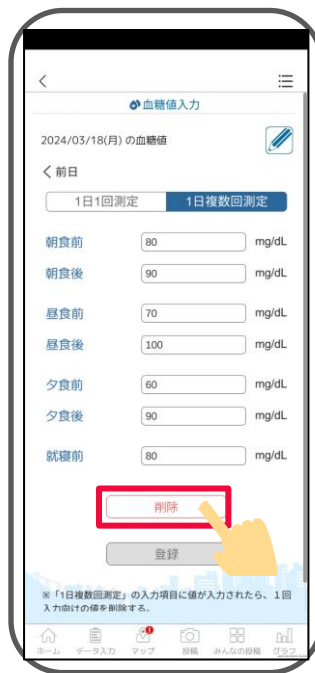 血糖値入力
2024/03/18(月) の血糖値
前日
1日1回測定 1日複数回測定
朝食前 80 mg/dL
朝食後 90 mg/dL
昼食前 70 mg/dL
昼食後 100 mg/dL
夕食前 60 mg/dL
夕食後 90 mg/dL
就寝前 80 mg/dL
削除
登録
※「1日複数回測定」の入力項目に値が入力されたら、1回
入力向けの値を削除する。
ホーム データ入力 マップ 投稿 みんなの投稿 グラフ